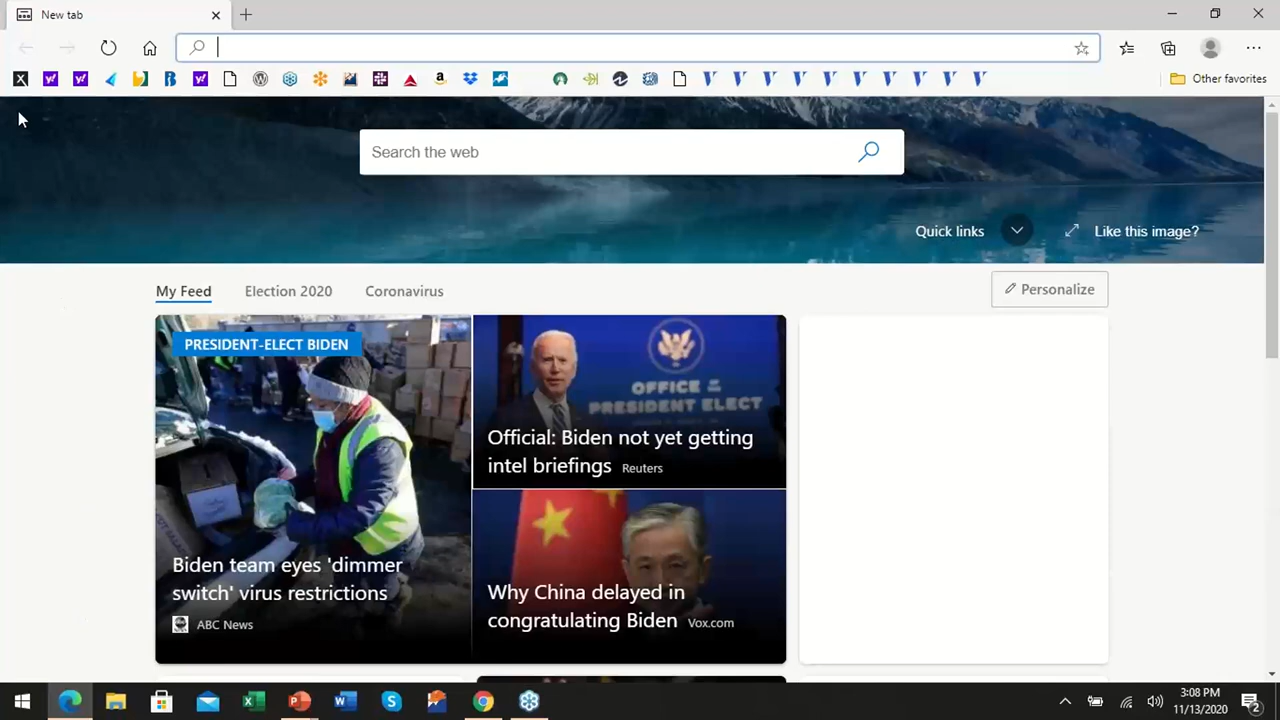 New tab
Other favorites
Search the web
Quick links
Like this image?
My Feed
Election 2020
Coronavirus
Personalize
PRESIDENT-ELECT BIDEN
Biden team eyes 'dimmer
switch' virus restrictions
ABC News
OFFICE OF THE
PRESIDENT ELECT
Official: Biden not yet getting
intel briefings Reuters
Why China delayed in
congratulating Biden Vox.com
3:08 PM
11/13/2020
2